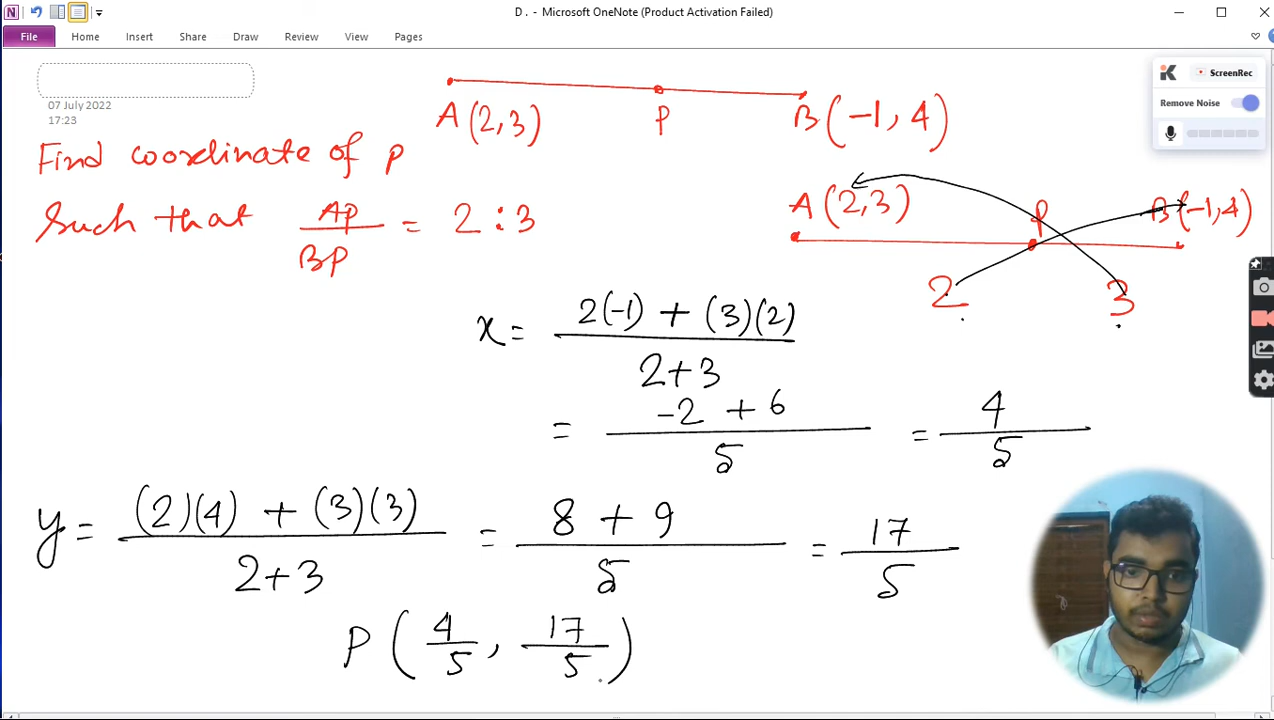 D . - Microsoft OneNote (Product Activation Failed)
File Home Insert Share Draw Review View Pages
ScreenRec
Remove Noise
07 July 2022
17:23
A (2,3) P B (-1, 4)
Find coordinate of p
Such that AP/BP = 2 : 3
A (2,3) P B (-1,4)
2 3
x = 2(-1) + (3)(2) / 2+3
= -2 + 6 / 5 = 4 / 5
y = (2)(4) + (3)(3) / 2+3 = 8 + 9 / 5 = 17 / 5
P ( 4/5 , 17/5 )